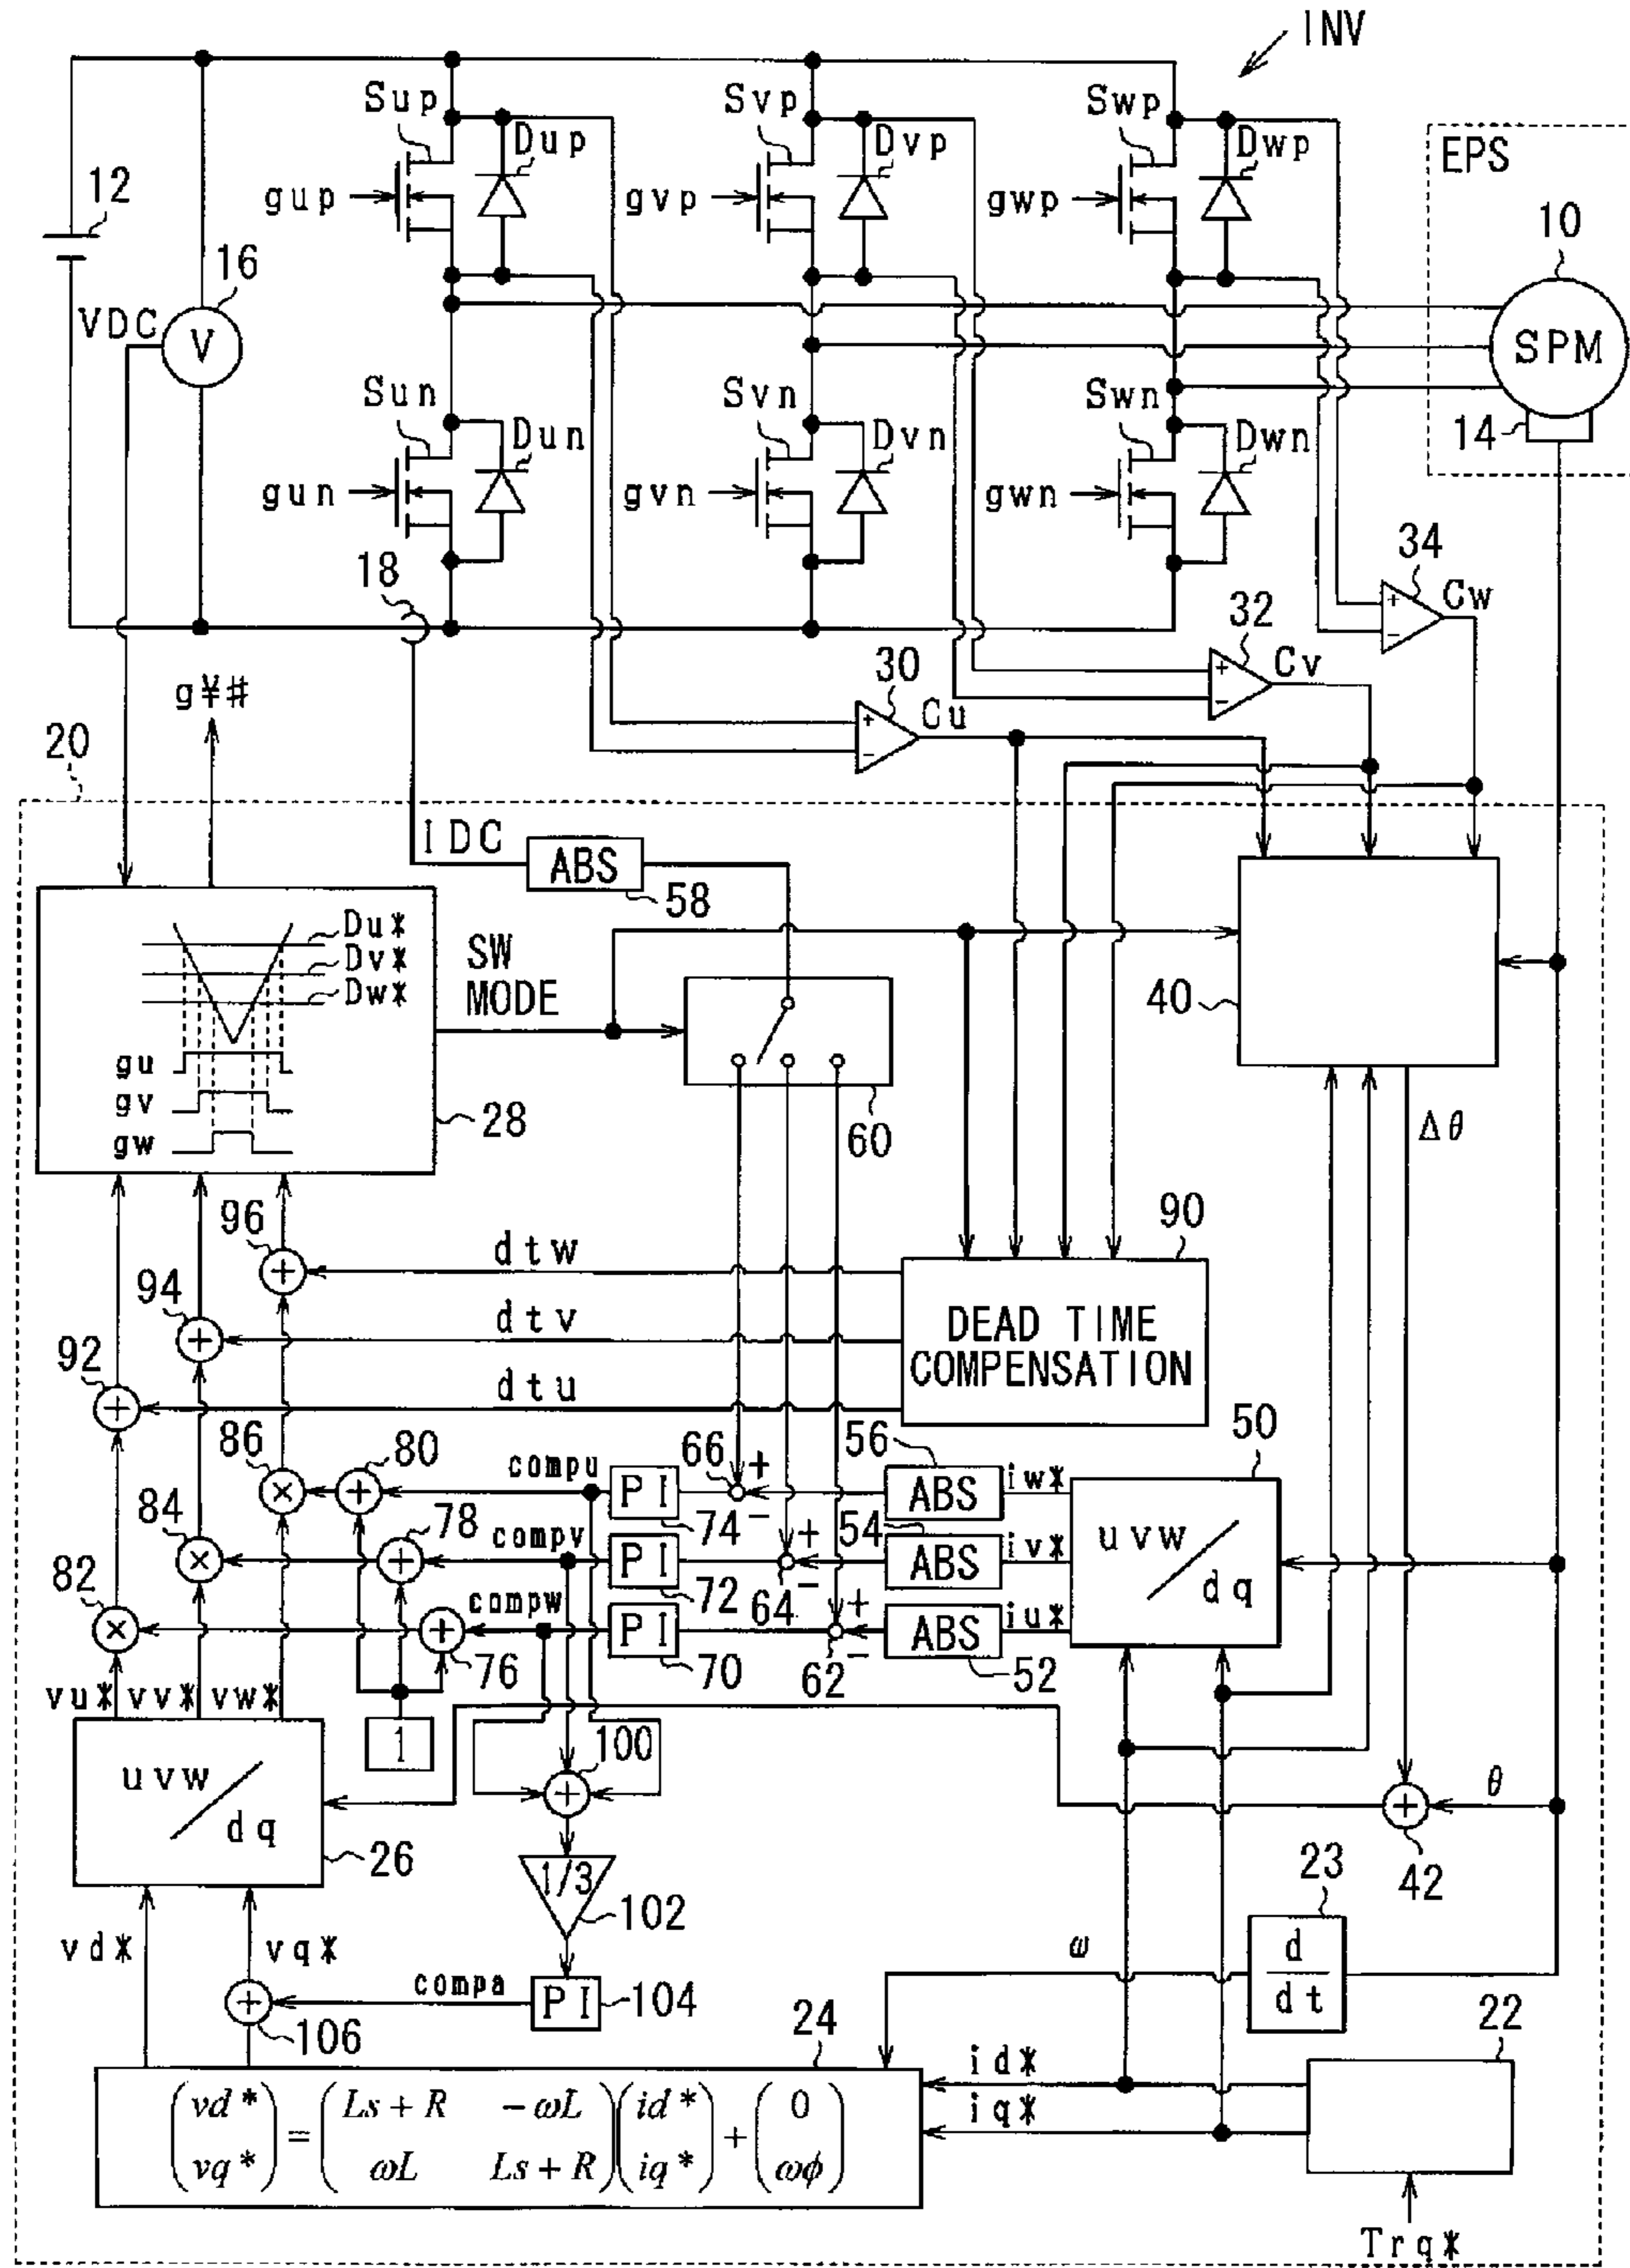 INV
Sup
Svp
Swp
Dup
Dvp
Dwp
EPS
12
gup
gvp
gwp
10
16
VDC
V
SPM
Sun
Svn
Swn
14
Dun
Dvn
Dwn
gun
gvn
gwn
18
34
+
-
Cw
32
+
-
Cv
30
+
-
Cu
g¥#
20
IDC
ABS
58
Du*
Dv*
Dw*
SW
MODE
40
gu
gv
gw
28
60
Δθ
96
dtw
90
94
dtv
DEAD TIME
COMPENSATION
92
dtu
86
80
compu
PI
66
+
-
56
ABS
iw*
50
84
78
compv
74
PI
+
-
54
ABS
iv*
uvw
dq
82
compw
72
PI
64
+
-
ABS
iu*
76
70
62
52
vu*
vv*
vw*
1
100
+
uvw
dq
26
1/3
102
θ
+
42
23
vd*
vq*
compa
PI
104
ω
d
dt
+
106
24
22
id*
iq*
(vd*
vq*) = (Ls+R -ωL
ωL Ls+R)(id*
iq*) + (0
ωφ)
Trq*